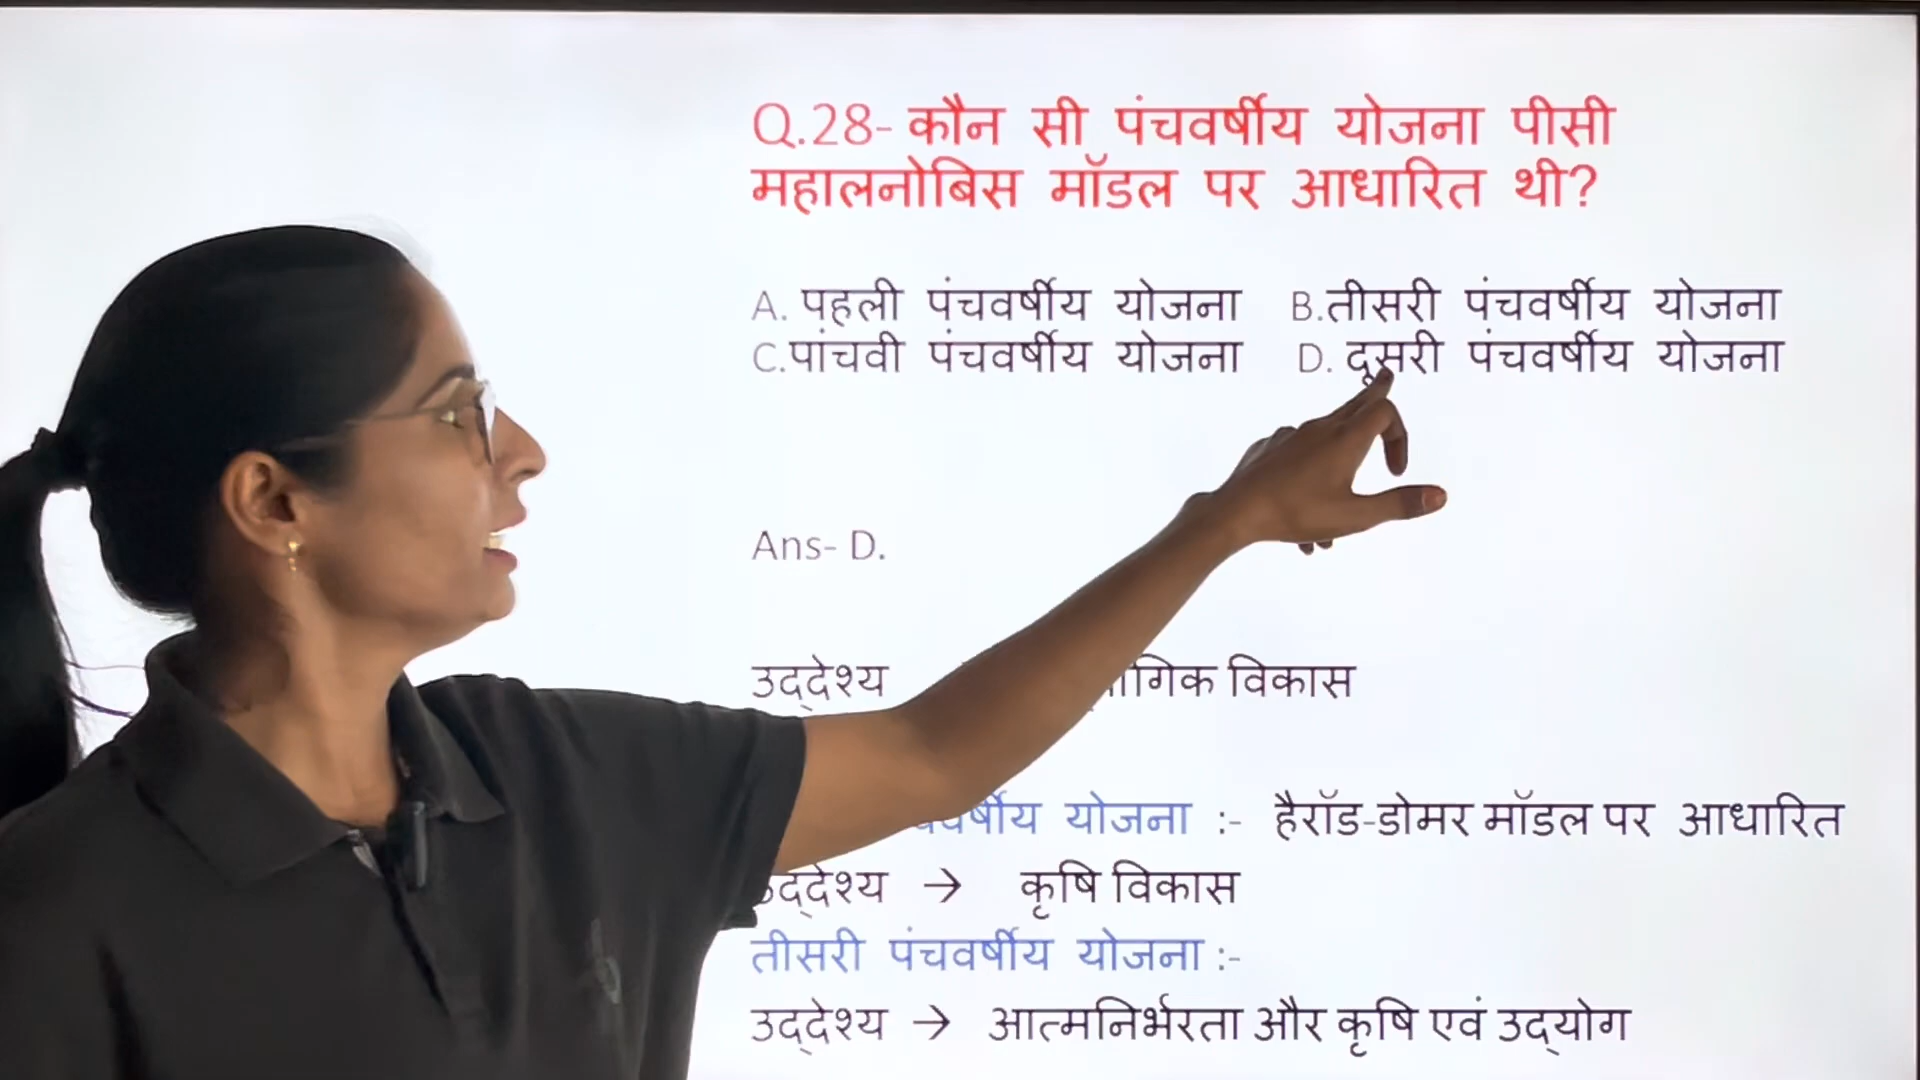 Q.28- कौन सी पंचवर्षीय योजना पीसी
महालनोबिस मॉडल पर आधारित थी?
A. पहली पंचवर्षीय योजना B.तीसरी पंचवर्षीय योजना
C.पांचवी पंचवर्षीय योजना D. दूसरी पंचवर्षीय योजना
Ans- D.
उद्देश्य विकास
योजना :- हैरॉड-डोमर मॉडल पर आधारित
उद्देश्य → कृषि विकास
तीसरी पंचवर्षीय योजना :-
उद्देश्य → आत्मनिर्भरता और कृषि एवं उद्योग